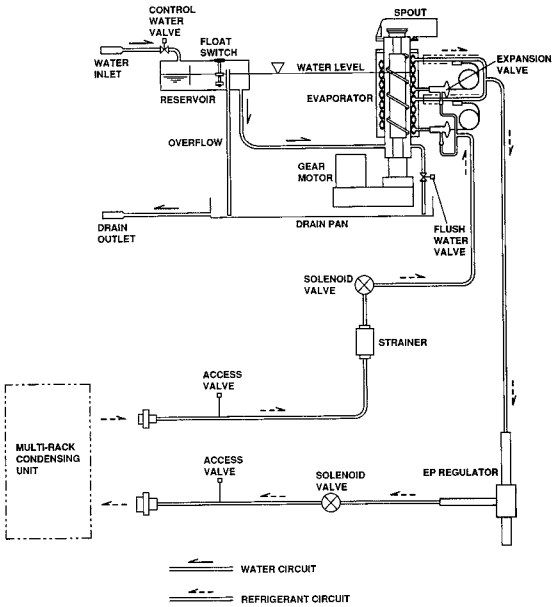 CONTROL
WATER
VALVE
SPOUT
FLOAT
SWITCH
WATER
INLET
WATER LEVEL
EXPANSION
VALVE
RESERVOIR
EVAPORATOR
OVERFLOW
GEAR
MOTOR
DRAIN
OUTLET
DRAIN PAN
FLUSH
WATER
VALVE
SOLENOID
VALVE
STRAINER
ACCESS
VALVE
MULTI-RACK
CONDENSING
UNIT
ACCESS
VALVE
SOLENOID
VALVE
EP REGULATOR
WATER CIRCUIT
REFRIGERANT CIRCUIT